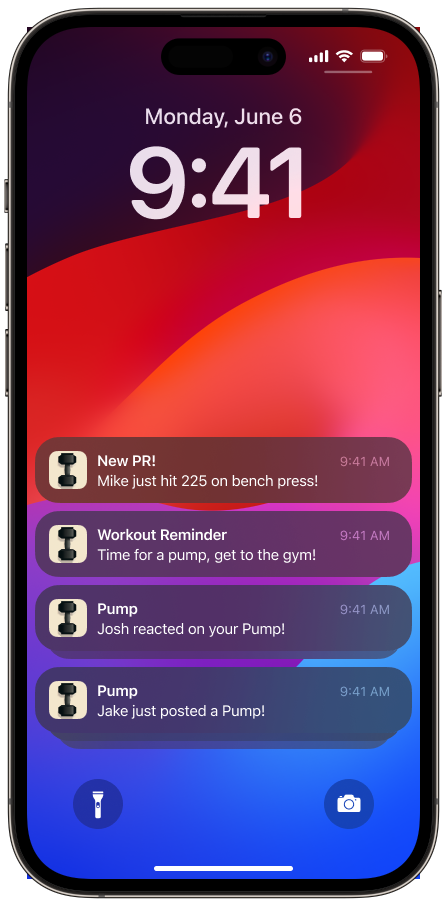 Monday, June 6
9:41
New PR!
9:41 AM
Mike just hit 225 on bench press!
Workout Reminder
9:41 AM
Time for a pump, get to the gym!
Pump
9:41 AM
Josh reacted on your Pump!
Pump
9:41 AM
Jake just posted a Pump!